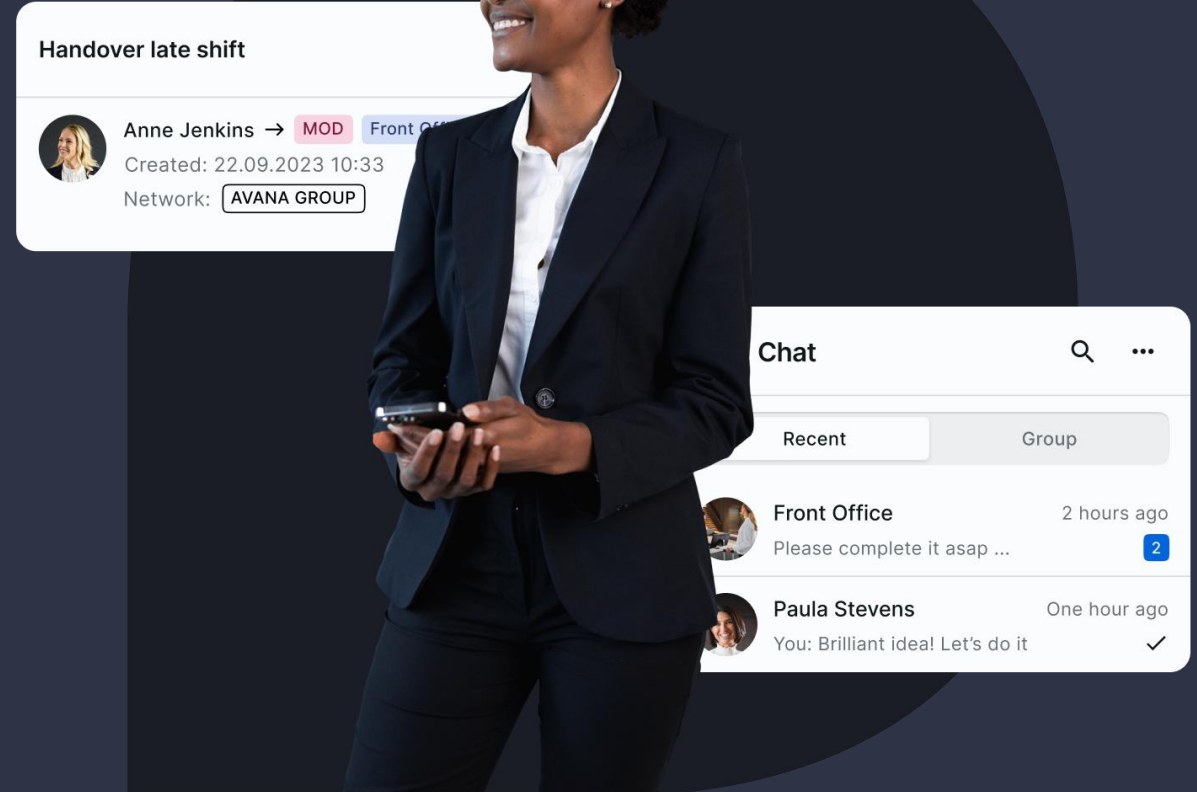 Handover late shift
Anne Jenkins → MOD Front
Created: 22.09.2023 10:33
Network: AVANA GROUP
Chat
Recent Group
Front Office 2 hours ago
Please complete it asap ... 2
Paula Stevens One hour ago
You: Brilliant idea! Let's do it